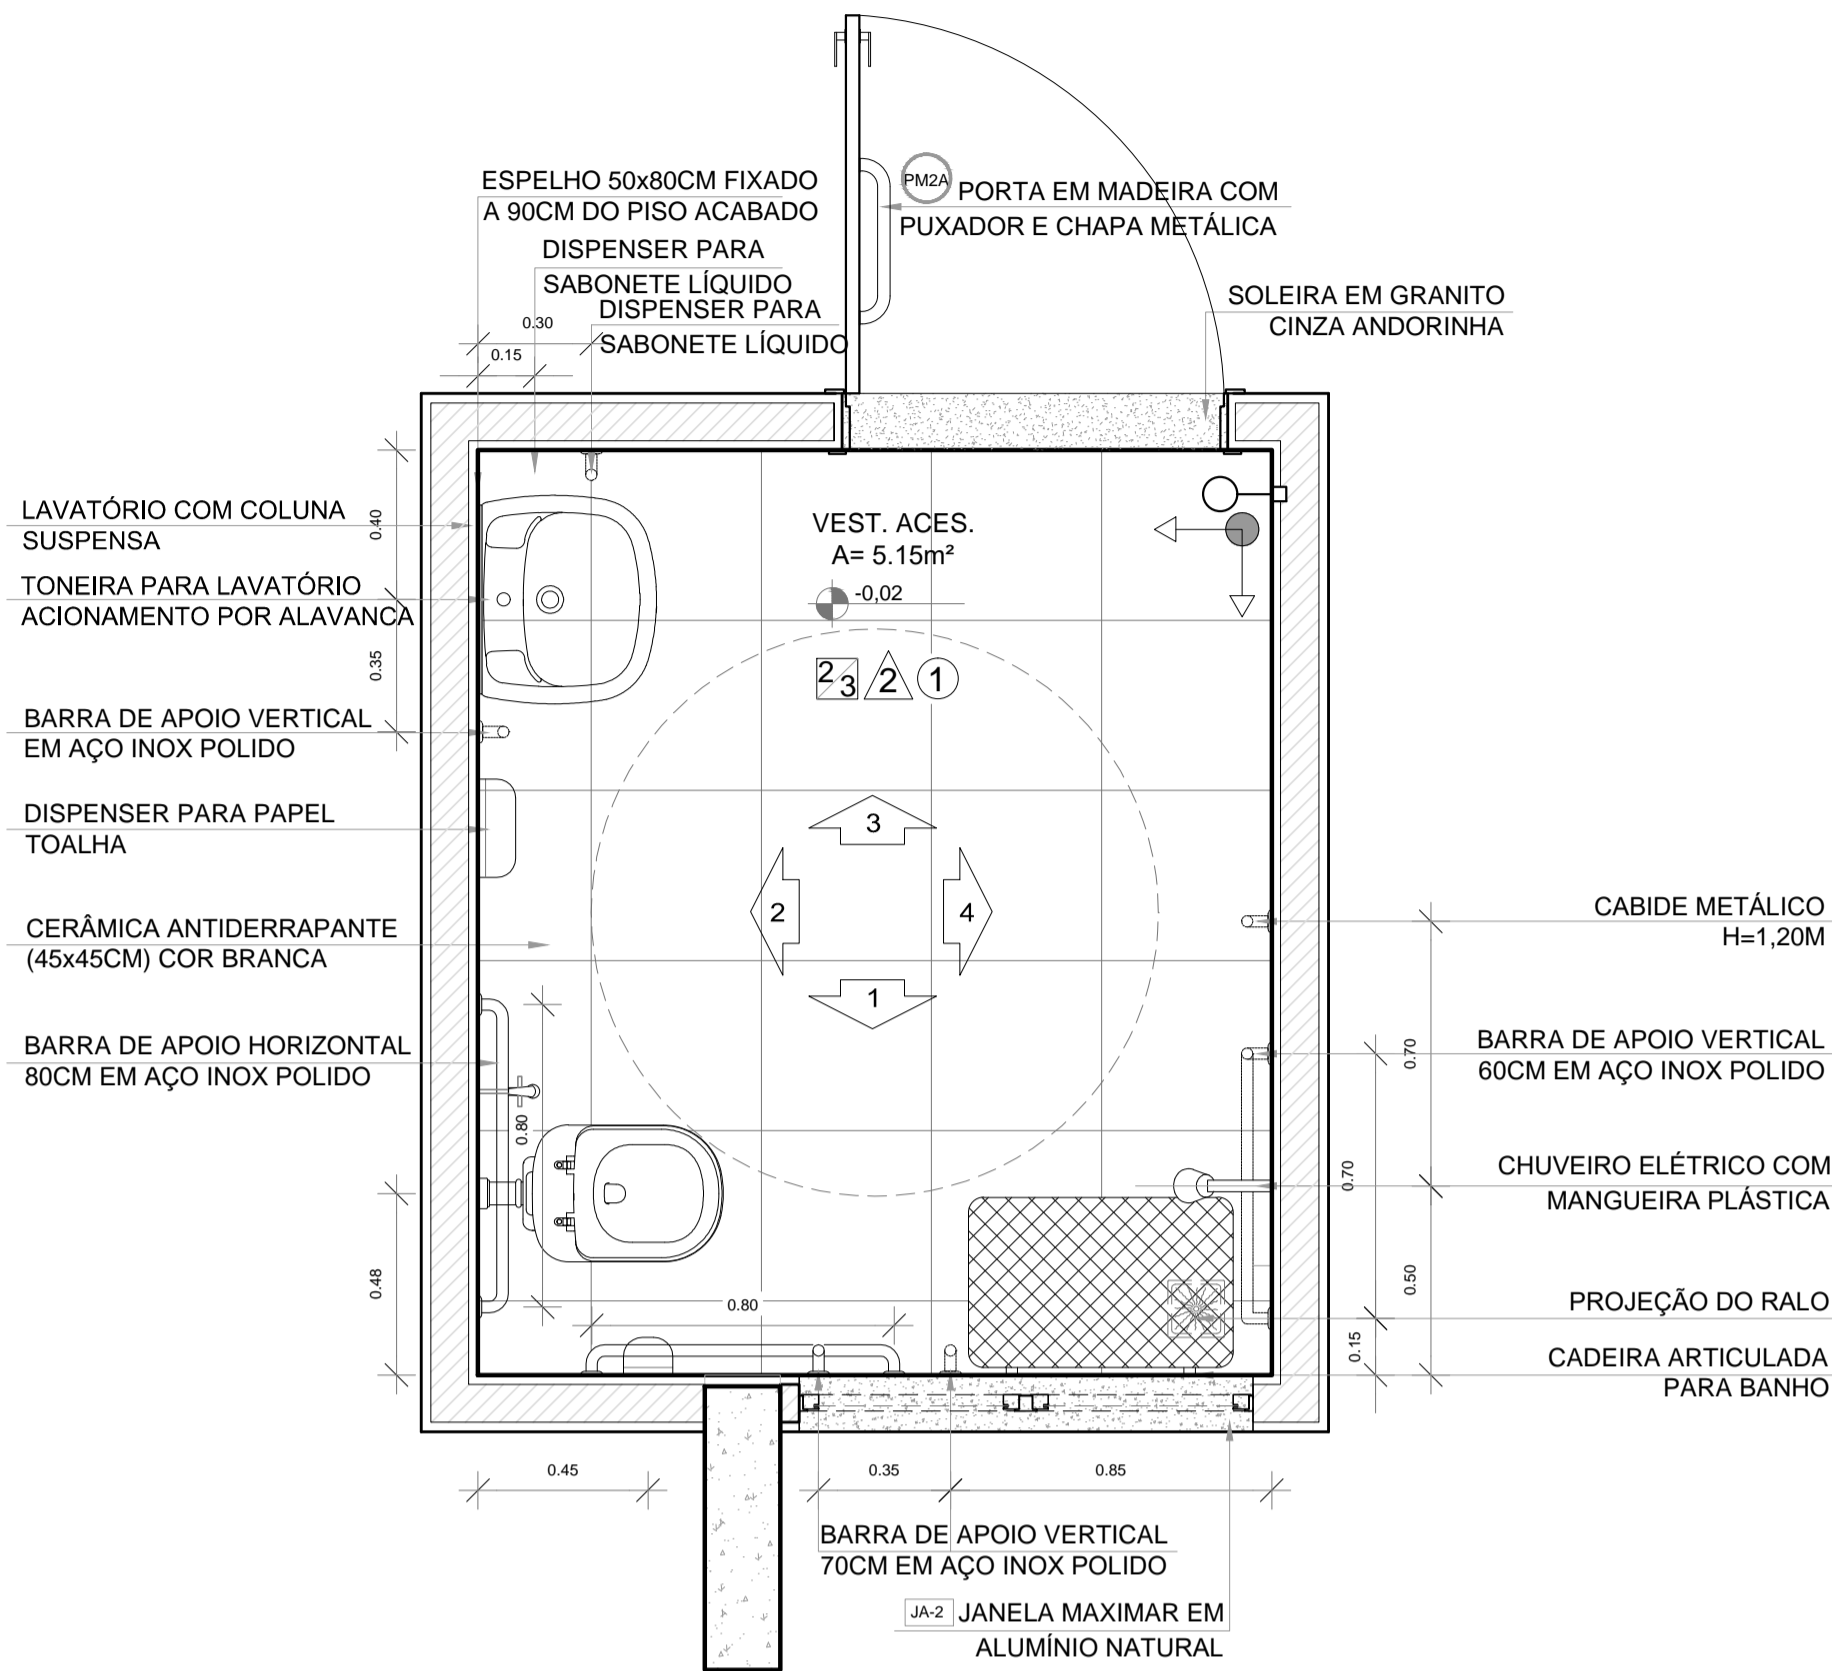 PM2A
PORTA EM MADEIRA COM
PUXADOR E CHAPA METÁLICA
ESPELHO 50x80CM FIXADO
A 90CM DO PISO ACABADO
DISPENSER PARA
SABONETE LÍQUIDO
DISPENSER PARA
SABONETE LÍQUIDO
0.30
0.15
SOLEIRA EM GRANITO
CINZA ANDORINHA
LAVATÓRIO COM COLUNA
SUSPENSA
0.40
TONEIRA PARA LAVATÓRIO
ACIONAMENTO POR ALAVANCA
0.35
BARRA DE APOIO VERTICAL
EM AÇO INOX POLIDO
DISPENSER PARA PAPEL
TOALHA
CERÂMICA ANTIDERRAPANTE
(45x45CM) COR BRANCA
BARRA DE APOIO HORIZONTAL
80CM EM AÇO INOX POLIDO
0.80
0.48
VEST. ACES.
A= 5.15m²
-0,02
2 3 2 1
3
2 4
1
0.80
CABIDE METÁLICO
H=1,20M
BARRA DE APOIO VERTICAL
60CM EM AÇO INOX POLIDO
0.70
0.70
CHUVEIRO ELÉTRICO COM
MANGUEIRA PLÁSTICA
0.50
PROJEÇÃO DO RALO
0.15
CADEIRA ARTICULADA
PARA BANHO
0.45
0.35
0.85
BARRA DE APOIO VERTICAL
70CM EM AÇO INOX POLIDO
JA-2 JANELA MAXIMAR EM
ALUMÍNIO NATURAL